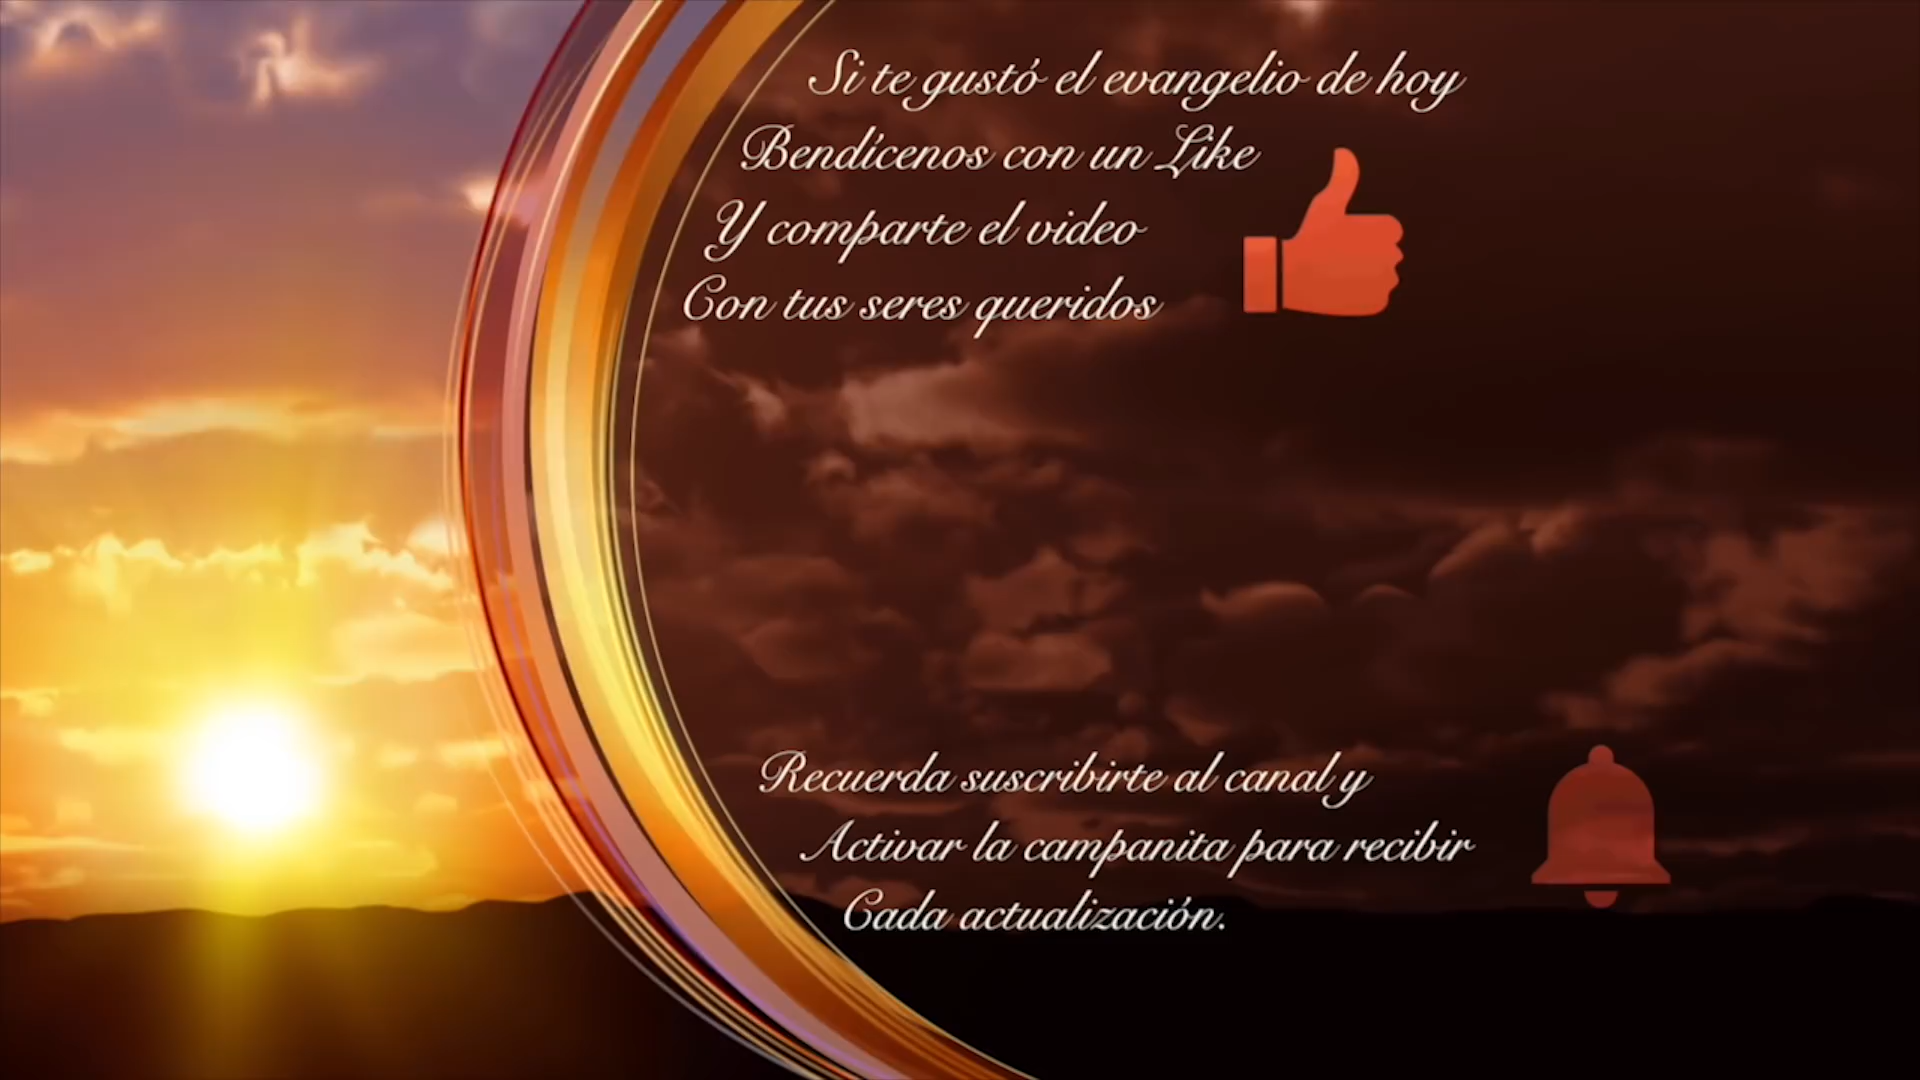 Si te gustó el evangelio de hoy
Bendícenos con un Like
Y comparte el video
Con tus seres queridos
Recuerda suscribirte al canal y
Activar la campanita para recibir
Cada actualización.